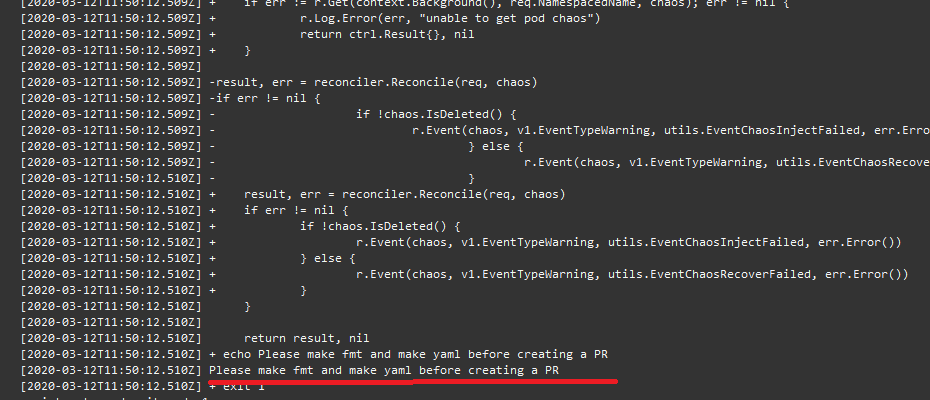 +    if err != r.Get(context.Background(), req.NamespacedName, chaos); err != nil {
[2020-03-12T11:50:12.509Z] +            r.Log.Error(err, "unable to get pod chaos")
[2020-03-12T11:50:12.509Z] +            return ctrl.Result{}, nil
[2020-03-12T11:50:12.509Z] +    }
[2020-03-12T11:50:12.509Z]
[2020-03-12T11:50:12.509Z] -result, err = reconciler.Reconcile(req, chaos)
[2020-03-12T11:50:12.509Z] -if err != nil {
[2020-03-12T11:50:12.509Z] -                    if !chaos.IsDeleted() {
[2020-03-12T11:50:12.509Z] -                            r.Event(chaos, v1.EventTypeWarning, utils.EventChaosInjectFailed, err.Erro
[2020-03-12T11:50:12.509Z] -                                    } else {
[2020-03-12T11:50:12.509Z] -                                            r.Event(chaos, v1.EventTypeWarning, utils.EventChaosRecove
[2020-03-12T11:50:12.510Z] -                                    }
[2020-03-12T11:50:12.510Z] +    result, err = reconciler.Reconcile(req, chaos)
[2020-03-12T11:50:12.510Z] +    if err != nil {
[2020-03-12T11:50:12.510Z] +            if !chaos.IsDeleted() {
[2020-03-12T11:50:12.510Z] +                    r.Event(chaos, v1.EventTypeWarning, utils.EventChaosInjectFailed, err.Error())
[2020-03-12T11:50:12.510Z] +            } else {
[2020-03-12T11:50:12.510Z] +                    r.Event(chaos, v1.EventTypeWarning, utils.EventChaosRecoverFailed, err.Error())
[2020-03-12T11:50:12.510Z] +            }
[2020-03-12T11:50:12.510Z]      }
[2020-03-12T11:50:12.510Z]
[2020-03-12T11:50:12.510Z]      return result, nil
[2020-03-12T11:50:12.510Z] + echo Please make fmt and make yaml before creating a PR
[2020-03-12T11:50:12.510Z] Please make fmt and make yaml before creating a PR
[2020-03-12T11:50:12.510Z] + exit 1